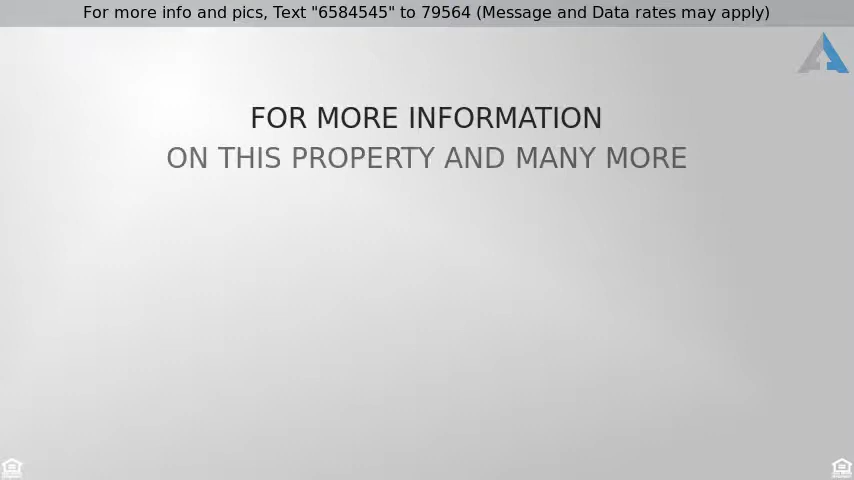 For more info and pics, Text "6584545" to 79564 (Message and Data rates may apply)
FOR MORE INFORMATION
ON THIS PROPERTY AND MANY MORE